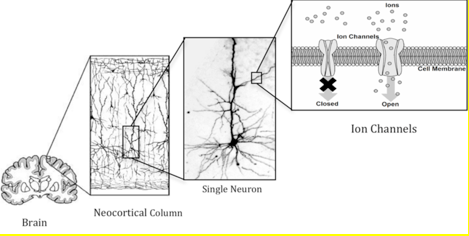 Ions
Ion Channels
Cell Membrane
Closed
Open
Ion Channels
Single Neuron
Neocortical Column
Brain